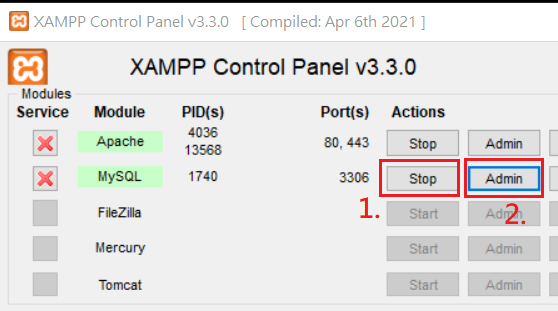 XAMPP Control Panel v3.3.0 [ Compiled: Apr 6th 2021 ]
XAMPP Control Panel v3.3.0
Modules
Service Module PID(s) Port(s) Actions
Apache 4036 13568 80, 443 Stop Admin
MySQL 1740 3306 Stop Admin
1. 2.
FileZilla Start Admin
Mercury Start Admin
Tomcat Start Admin